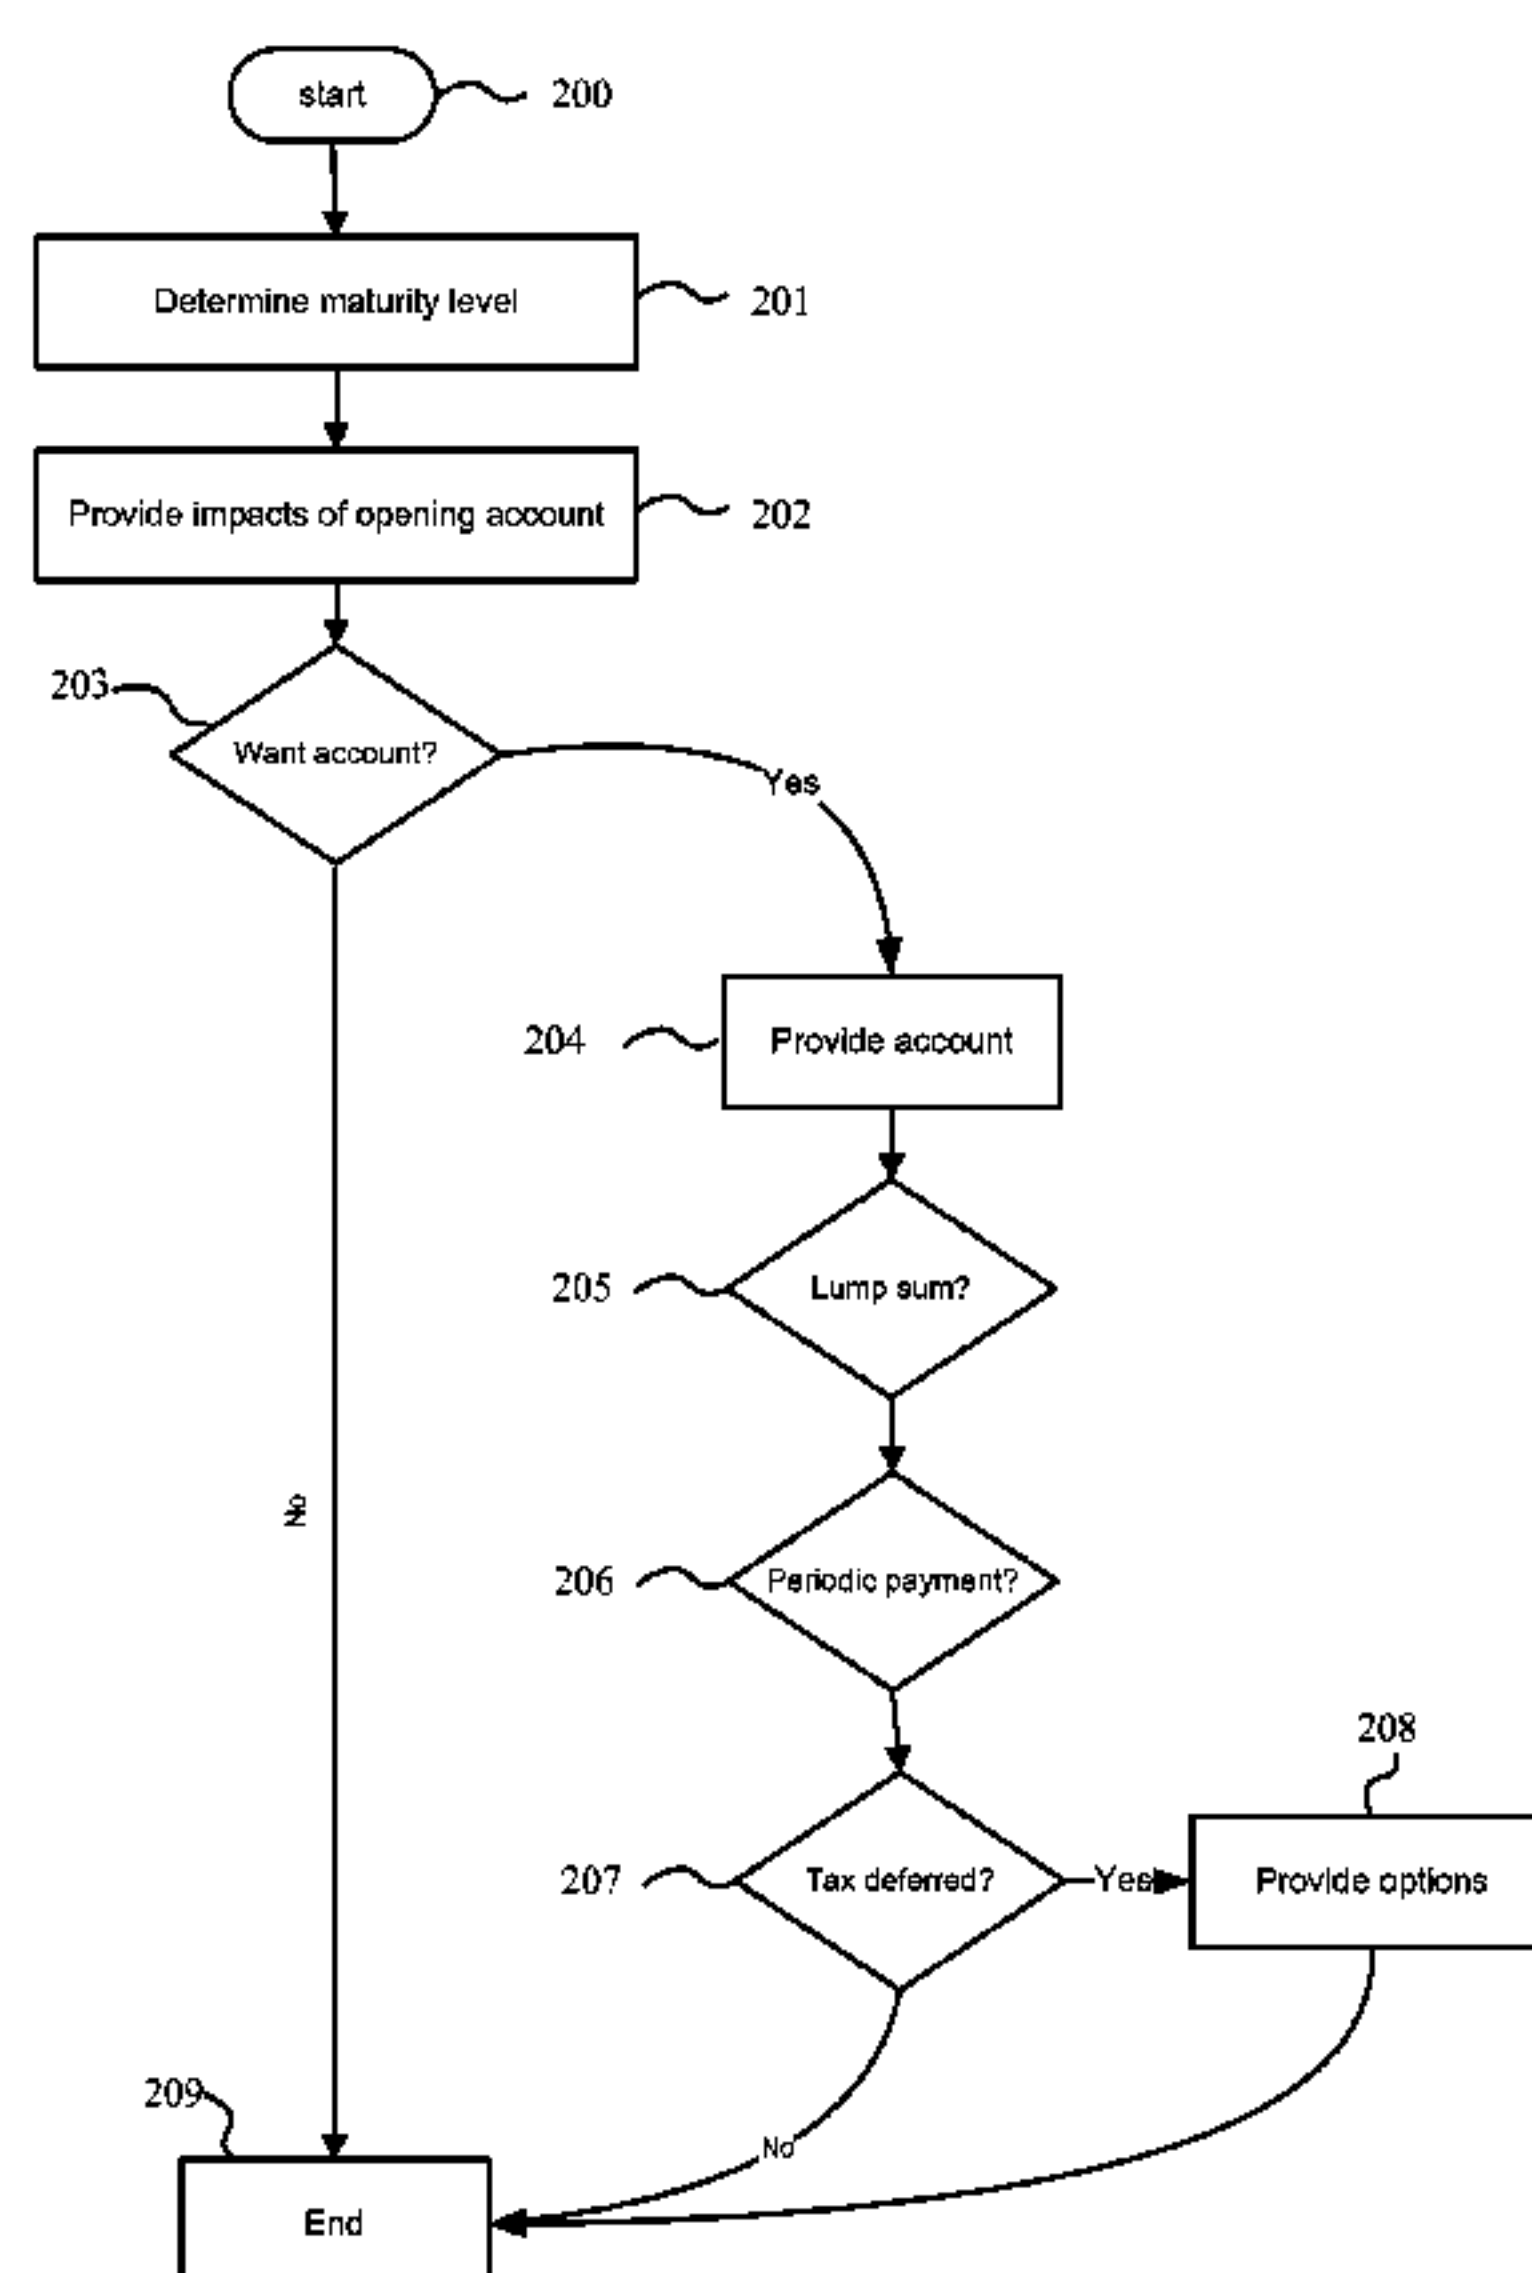 start
200
Determine maturity level
201
Provide impacts of opening account
202
203
Want account?
Yes
204
Provide account
205
Lump sum?
No
206
Periodic payment?
208
207
Tax deferred?
Yes
Provide options
209
No
End